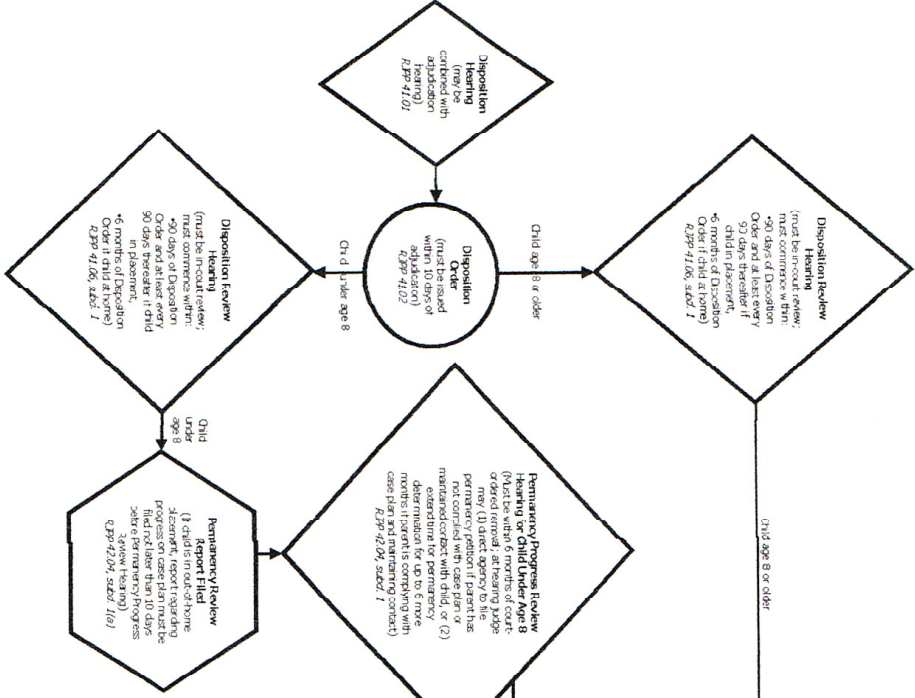 Disposition
Hearing
(may be
combined with
adjudication
hearing)
RJPP 41.01
Disposition
Order
(must be issued
within 10 days of
adjudication)
RJPP 41.02
Child age 8 or older
Disposition Review
Hearing
(must be in-court review;
must commence within:
•90 days of Disposition
Order and at least every
90 days thereafter if
child in placement,
•6 months of Disposition
Order if child at home)
RJPP 41.06, subd. 1
Child age 8 or older
Child under age 8
Disposition Review
Hearing
(must be in-court review;
must commence within:
•90 days of Disposition
Order and at least every
90 days thereafter if child
in placement,
•6 months of Disposition
Order if child at home)
RJPP 41.06, subd. 1
Child
under
age 8
Permanency Review
Report Filed
(If child is in out-of-home
placement, report regarding
progress on case plan must be
filed not later than 10 days
before Permanency Progress
Review Hearing)
RJPP 42.04, subd. 1(a)
Permanency Progress Review
Hearing for Child Under Age 8
(Must be within 6 months of court-
ordered removal; at hearing judge
may (1) direct agency to file
permanency petition if parent has
not complied with case plan or
maintained contact with child, or (2)
extend time for permanency
determination for up to 6 more
months if parent is complying with
case plan and maintaining contact)
RJPP 42.04, subd. 1